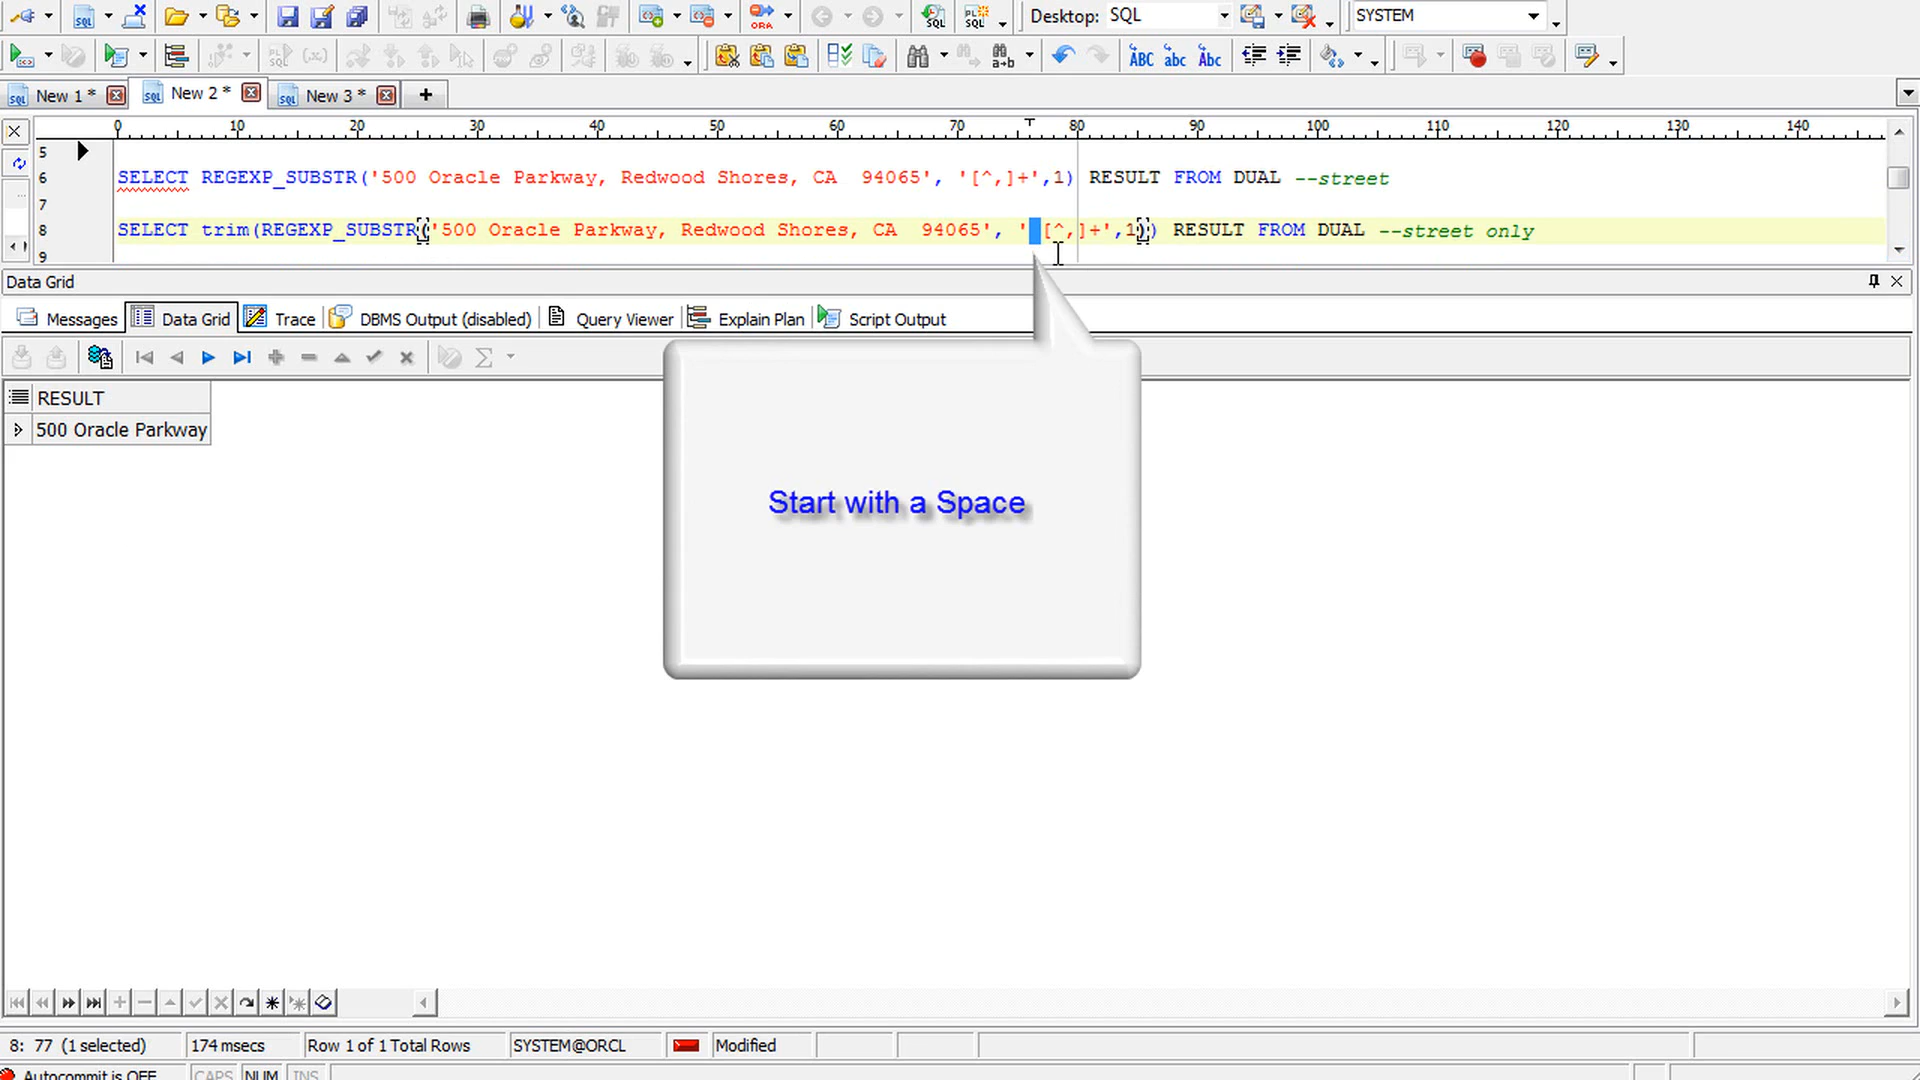 Desktop: SQL SYSTEM
New 1 * New 2 * New 3 *
0 10 20 30 40 50 60 70 80 90 100 110 120 130 140
5
6 SELECT REGEXP_SUBSTR('500 Oracle Parkway, Redwood Shores, CA  94065', '[^,]+',1) RESULT FROM DUAL --street
7
8 SELECT trim(REGEXP_SUBSTR('500 Oracle Parkway, Redwood Shores, CA  94065', ' [^,]+',1)) RESULT FROM DUAL --street only
9
Data Grid
Messages Data Grid Trace DBMS Output (disabled) Query Viewer Explain Plan Script Output
RESULT
500 Oracle Parkway
Start with a Space
8: 77 (1 selected) 174 msecs Row 1 of 1 Total Rows SYSTEM@ORCL Modified
Autocommit is OFF CAPS NUM INS